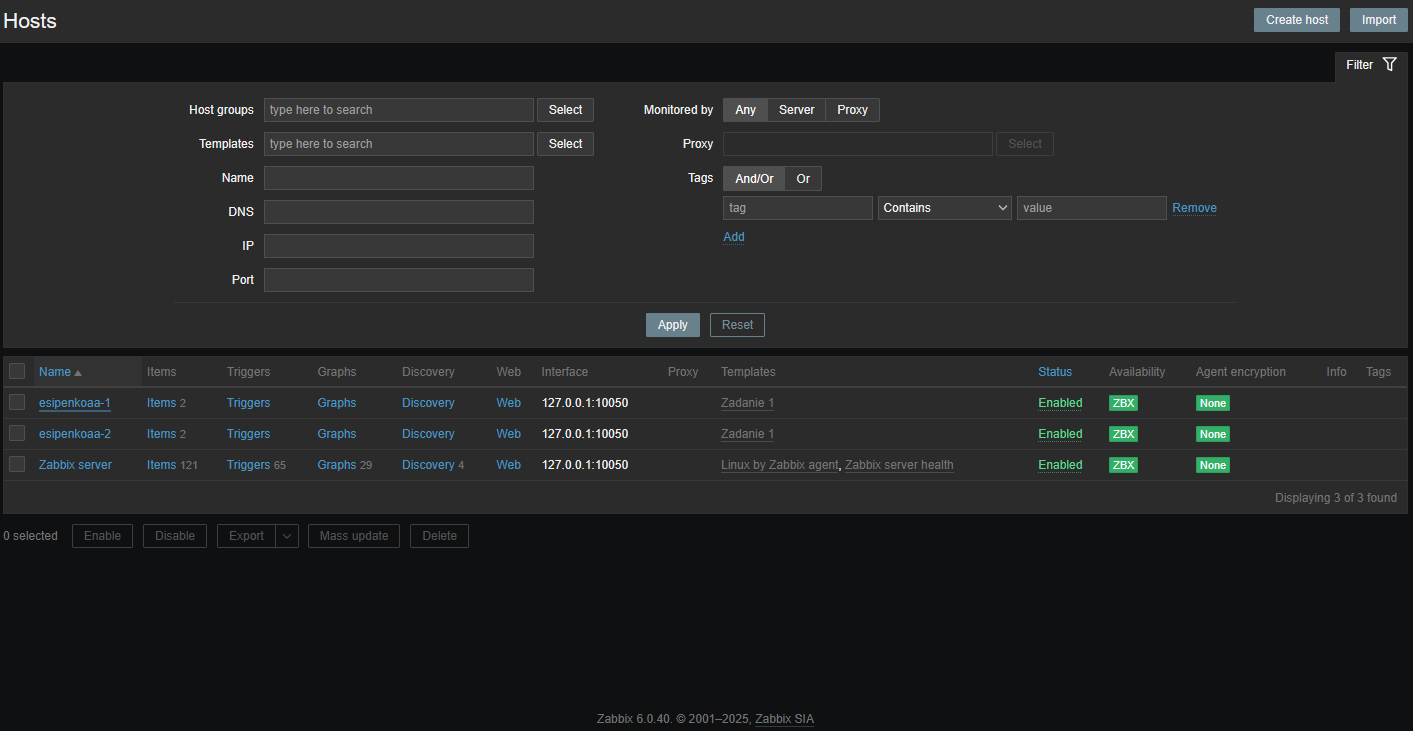 Hosts Create host Import
Filter
Host groups type here to search Select Monitored by Any Server Proxy
Templates type here to search Select Proxy Select
Name Tags And/Or Or
DNS tag Contains value Remove
IP Add
Port
Apply Reset
Name Items Triggers Graphs Discovery Web Interface Proxy Templates Status Availability Agent encryption Info Tags
esipenkoaa-1 Items 2 Triggers Graphs Discovery Web 127.0.0.1:10050 Zadanie 1 Enabled ZBX None
esipenkoaa-2 Items 2 Triggers Graphs Discovery Web 127.0.0.1:10050 Zadanie 1 Enabled ZBX None
Zabbix server Items 121 Triggers 65 Graphs 29 Discovery 4 Web 127.0.0.1:10050 Linux by Zabbix agent, Zabbix server health Enabled ZBX None
Displaying 3 of 3 found
0 selected Enable Disable Export Mass update Delete
Zabbix 6.0.40. © 2001–2025, Zabbix SIA